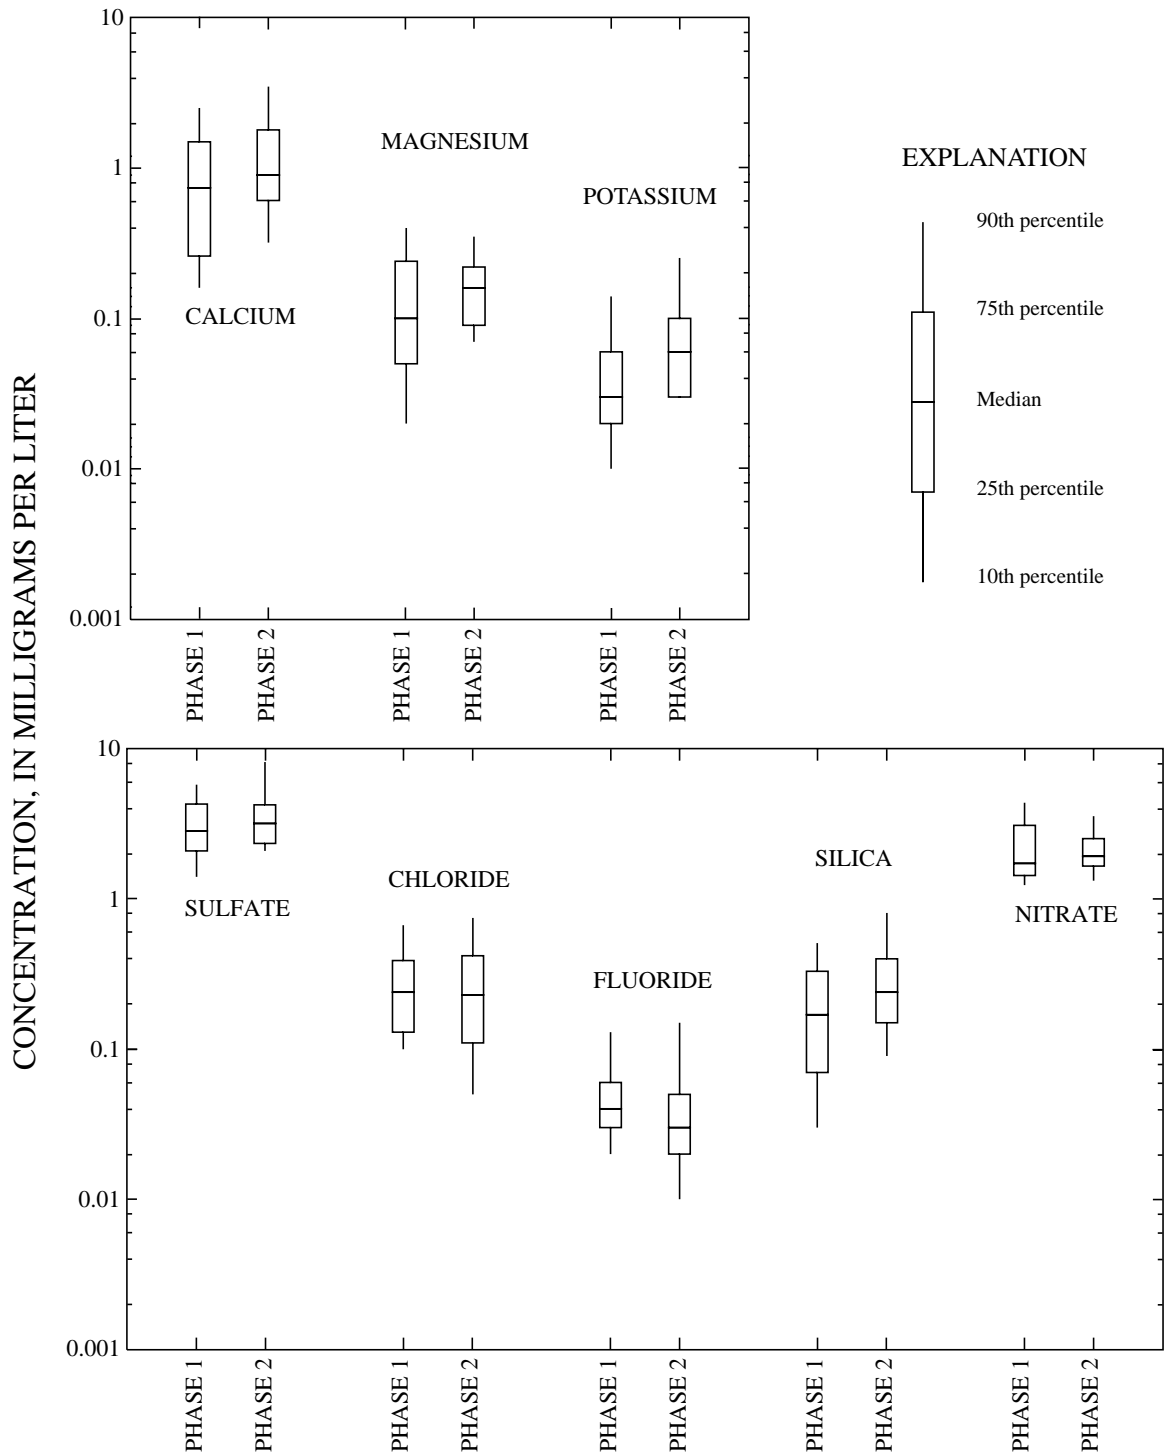 CONCENTRATION, IN MILLIGRAMS PER LITER
10
1
0.1
0.01
0.001
CALCIUM
MAGNESIUM
POTASSIUM
PHASE 1
PHASE 2
PHASE 1
PHASE 2
PHASE 1
PHASE 2
EXPLANATION
90th percentile
75th percentile
Median
25th percentile
10th percentile
10
1
0.1
0.01
0.001
SULFATE
CHLORIDE
FLUORIDE
SILICA
NITRATE
PHASE 1
PHASE 2
PHASE 1
PHASE 2
PHASE 1
PHASE 2
PHASE 1
PHASE 2
PHASE 1
PHASE 2